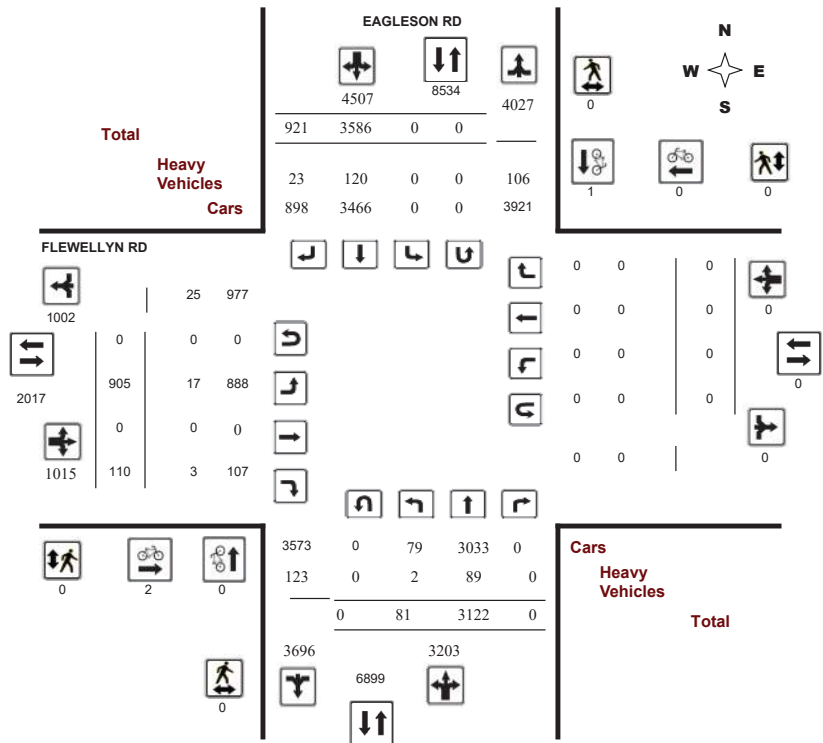 EAGLESON RD
N
W E
S
4507 8534 4027
0
Total 921 3586 0 0
Heavy
Vehicles 23 120 0 0 106
Cars 898 3466 0 0 3921
1 0 0
FLEWELLYN RD
25 977
1002
0 0 0
905 17 888
2017
0 0 0
1015
110 3 107
0 0 0
0
0 0 0
0 0 0
0
0 0 0
0 0
0
3573 0 79 3033 0
123 0 2 89 0
0 81 3122 0
3696 3203
6899
0 2 0
0
Cars
Heavy
Vehicles
Total